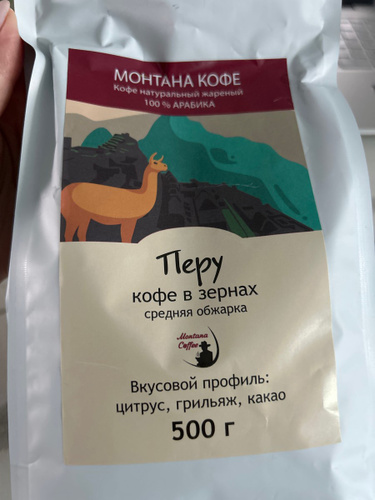 МОНТАНА КОФЕ
Кофе натуральный жареный
100 % АРАБИКА
Перу
кофе в зернах
средняя обжарка
Montana
Coffee
Вкусовой профиль:
цитрус, грильяж, какао
500 г